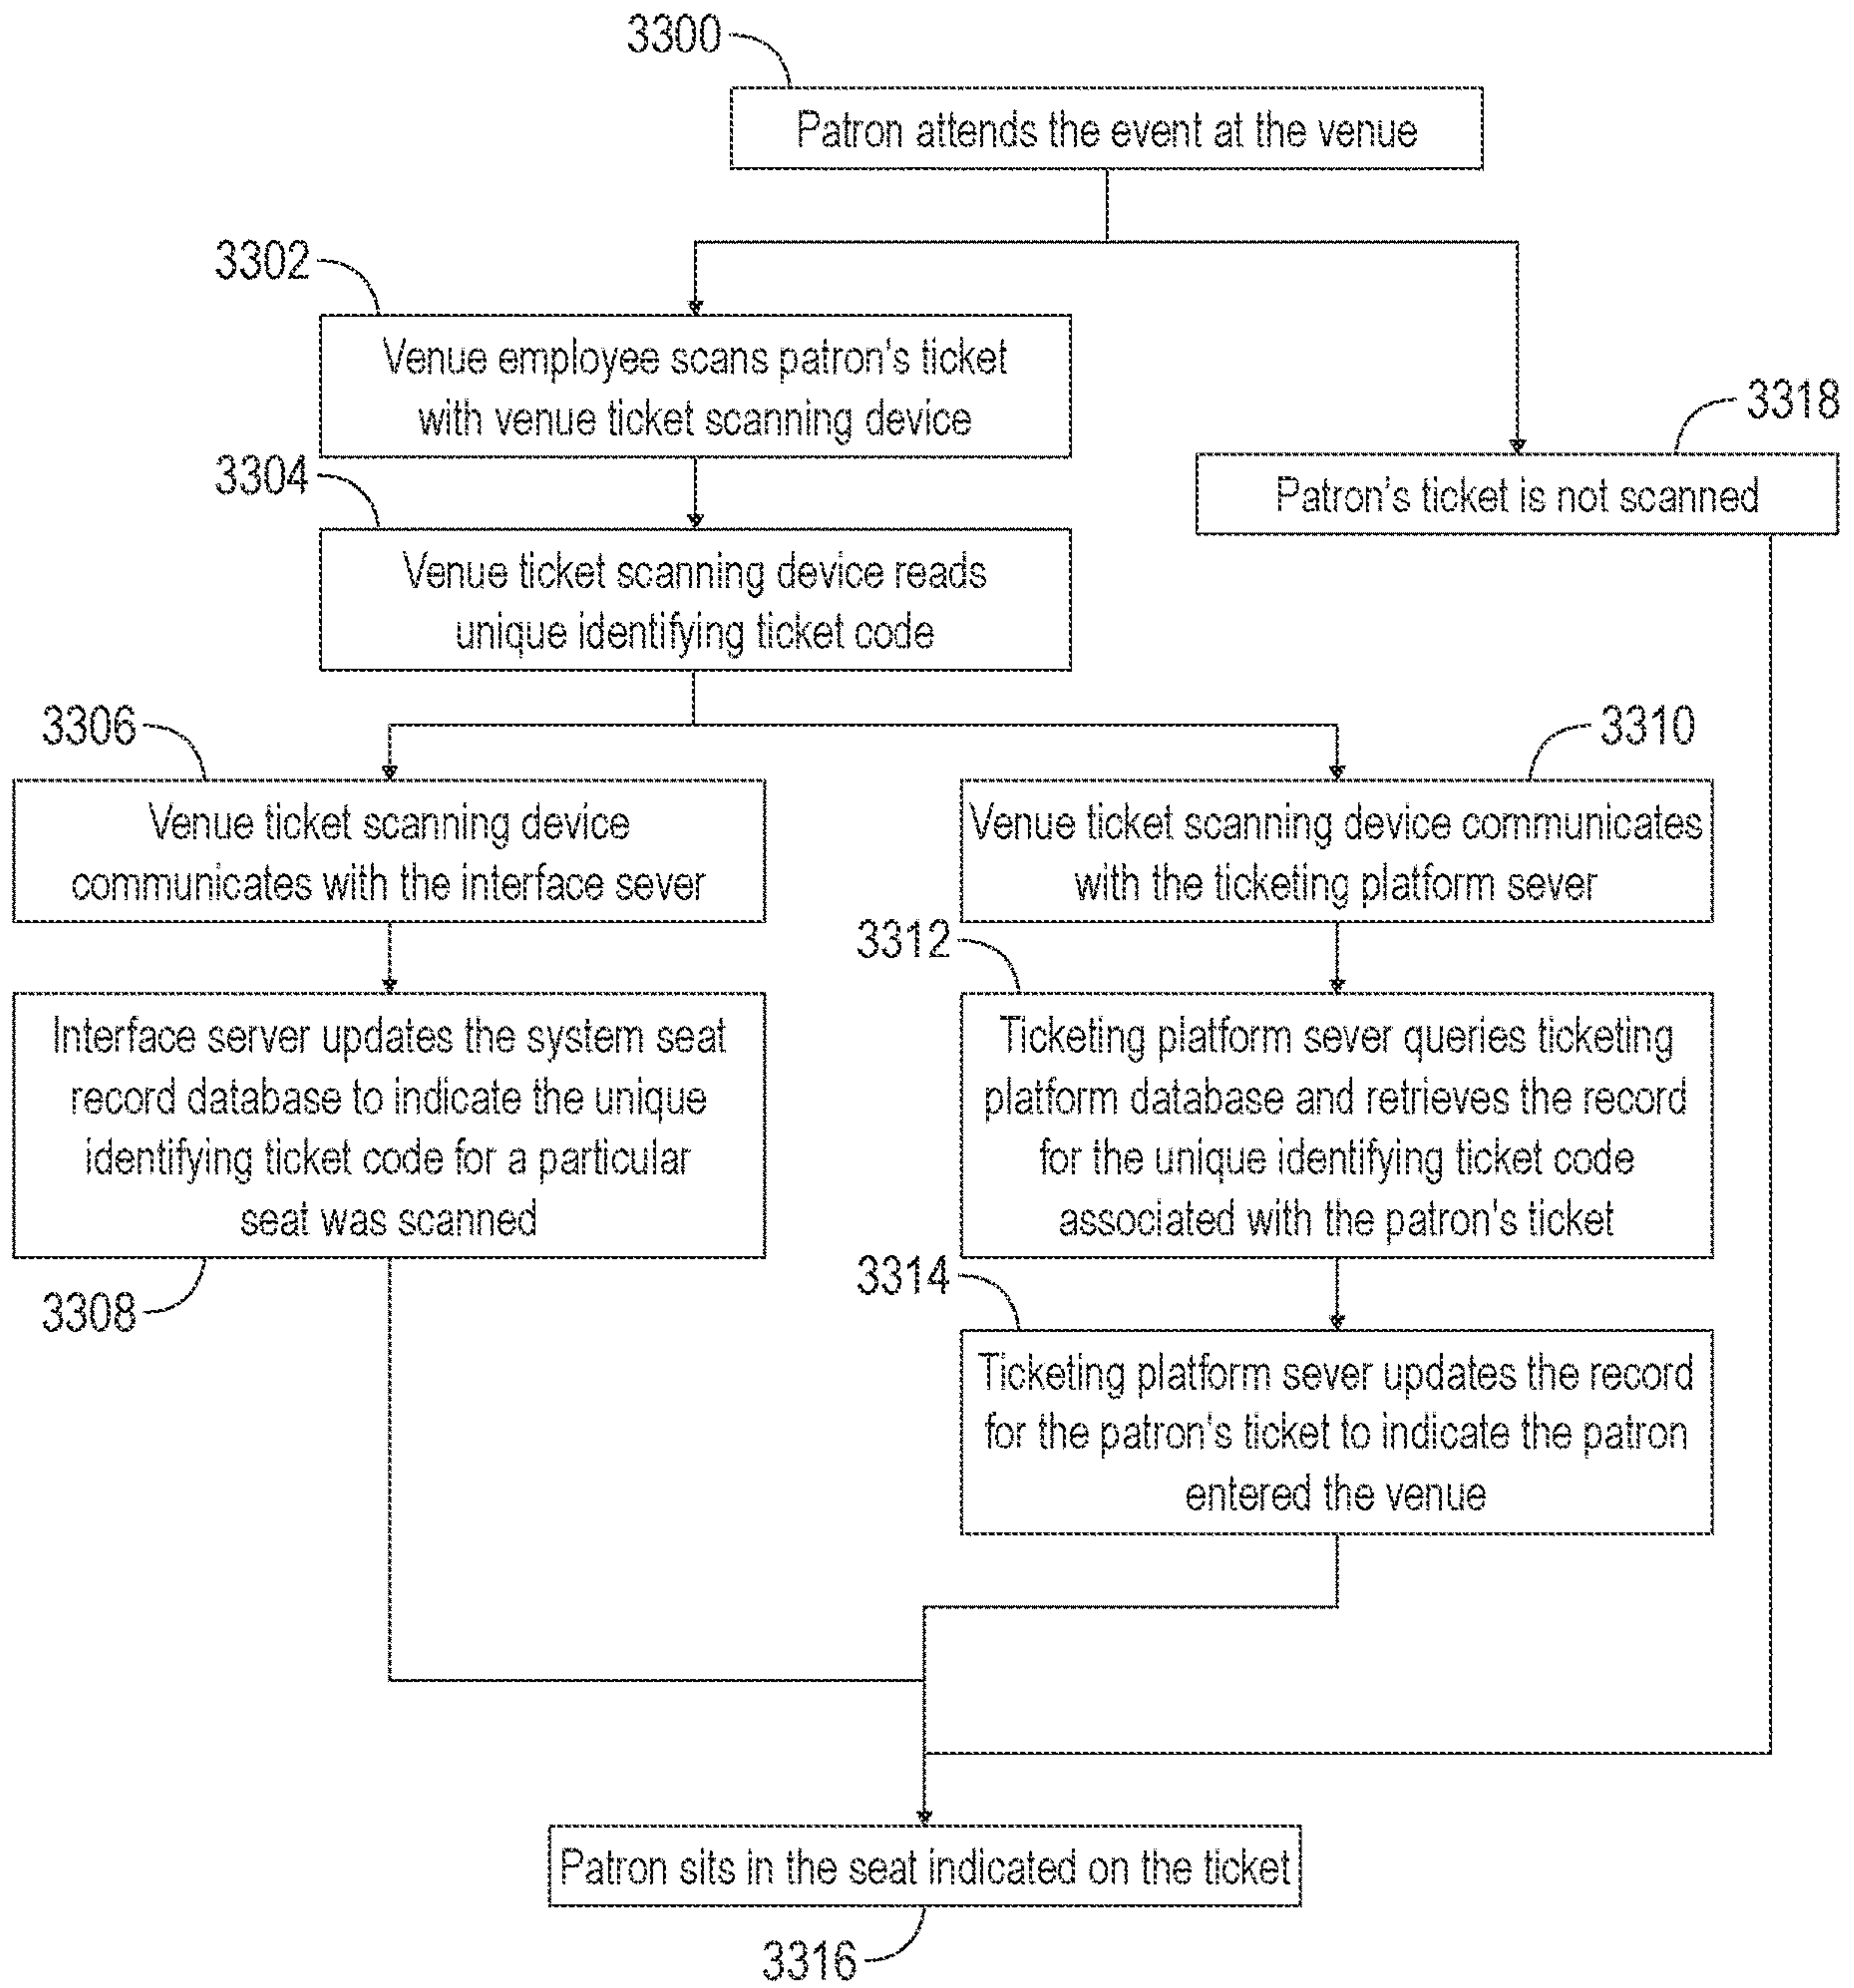 3300
Patron attends the event at the venue
3302
Venue employee scans patron's ticket
with venue ticket scanning device
3318
Patron's ticket is not scanned
3304
Venue ticket scanning device reads
unique identifying ticket code
3306
Venue ticket scanning device
communicates with the interface sever
3310
Venue ticket scanning device communicates
with the ticketing platform sever
Interface server updates the system seat
record database to indicate the unique
identifying ticket code for a particular
seat was scanned
3308
3312
Ticketing platform sever queries ticketing
platform database and retrieves the record
for the unique identifying ticket code
associated with the patron's ticket
3314
Ticketing platform sever updates the record
for the patron's ticket to indicate the patron
entered the venue
Patron sits in the seat indicated on the ticket
3316